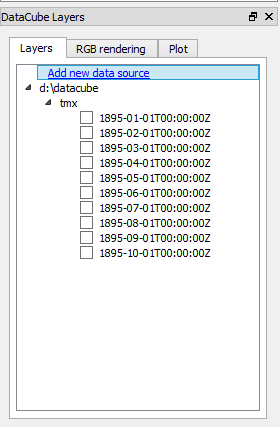 DataCube Layers
Layers RGB rendering Plot
Add new data source
d:\datacube
tmx
1895-01-01T00:00:00Z
1895-02-01T00:00:00Z
1895-03-01T00:00:00Z
1895-04-01T00:00:00Z
1895-05-01T00:00:00Z
1895-06-01T00:00:00Z
1895-07-01T00:00:00Z
1895-08-01T00:00:00Z
1895-09-01T00:00:00Z
1895-10-01T00:00:00Z